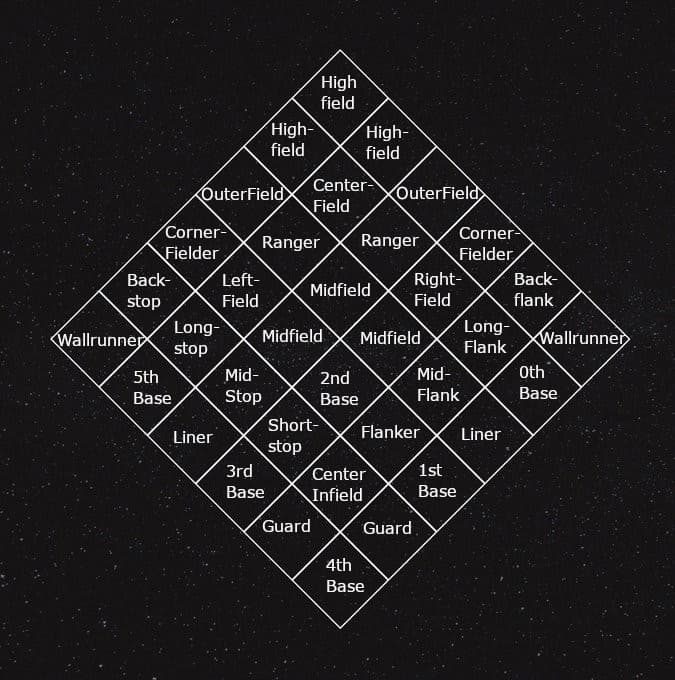 High
field
High-
field
High-
field
OuterField
Center-
Field
OuterField
Corner-
Fielder
Ranger
Ranger
Corner-
Fielder
Back-
stop
Left-
Field
Midfield
Right-
Field
Back-
flank
Wallrunner
Long-
stop
Midfield
Midfield
Long-
Flank
Wallrunner
5th
Base
Mid-
Stop
2nd
Base
Mid-
Flank
0th
Base
Liner
Short-
stop
Flanker
Liner
3rd
Base
Center
Infield
1st
Base
Guard
Guard
4th
Base